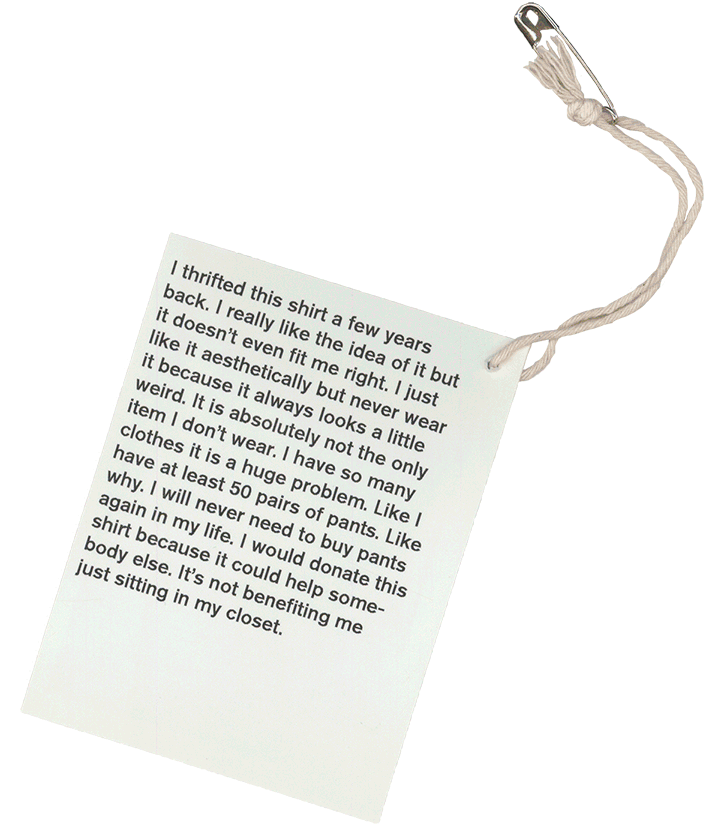 I thrifted this shirt a few years
back. I really like the idea of it but
it doesn't even fit me right. I just
like it aesthetically but never wear
it because it always looks a little
weird. It is absolutely not the only
item I don't wear. I have so many
clothes it is a huge problem. Like I
have at least 50 pairs of pants. Like
why. I will never need to buy pants
again in my life. I would donate this
shirt because it could help some-
body else. It's not benefiting me
just sitting in my closet.